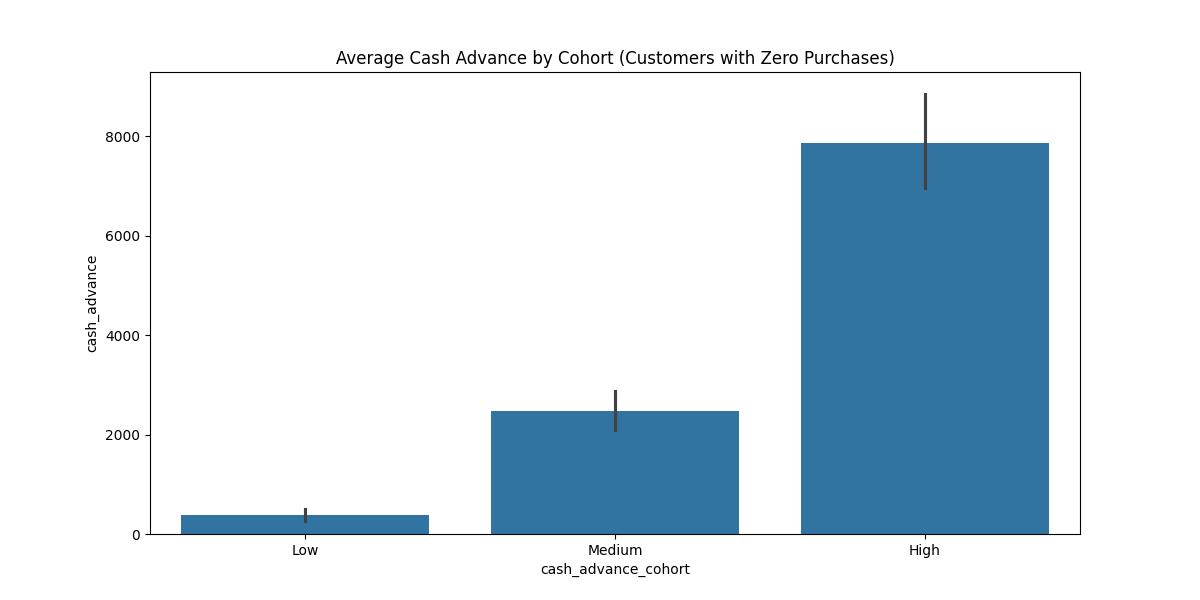 Average Cash Advance by Cohort (Customers with Zero Purchases)
8000
6000
4000
2000
0
cash_advance
Low Medium High
cash_advance_cohort